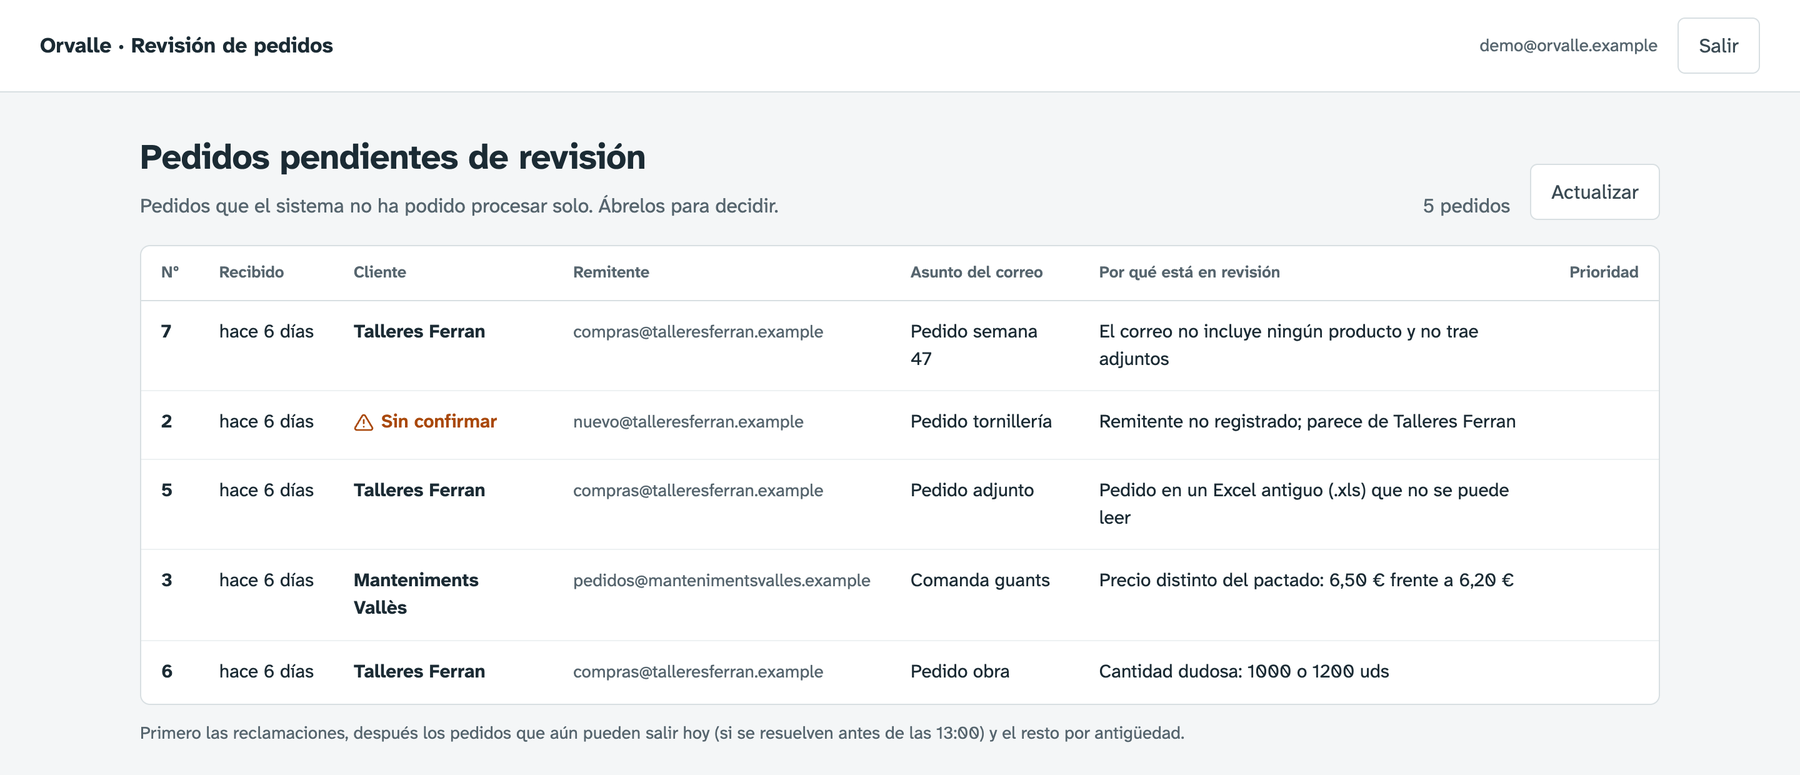 Orvalle · Revisión de pedidos
demo@orvalle.example
Salir
Pedidos pendientes de revisión
Pedidos que el sistema no ha podido procesar solo. Ábrelos para decidir.
5 pedidos
Actualizar
N° Recibido Cliente Remitente Asunto del correo Por qué está en revisión Prioridad
7 hace 6 días Talleres Ferran compras@talleresferran.example Pedido semana El correo no incluye ningún producto y no trae
47 adjuntos
2 hace 6 días Sin confirmar nuevo@talleresferran.example Pedido tornillería Remitente no registrado; parece de Talleres Ferran
5 hace 6 días Talleres Ferran compras@talleresferran.example Pedido adjunto Pedido en un Excel antiguo (.xls) que no se puede
leer
3 hace 6 días Manteniments pedidos@mantenimentsvalles.example Comanda guants Precio distinto del pactado: 6,50 € frente a 6,20 €
Vallès
6 hace 6 días Talleres Ferran compras@talleresferran.example Pedido obra Cantidad dudosa: 1000 o 1200 uds
Primero las reclamaciones, después los pedidos que aún pueden salir hoy (si se resuelven antes de las 13:00) y el resto por antigüedad.